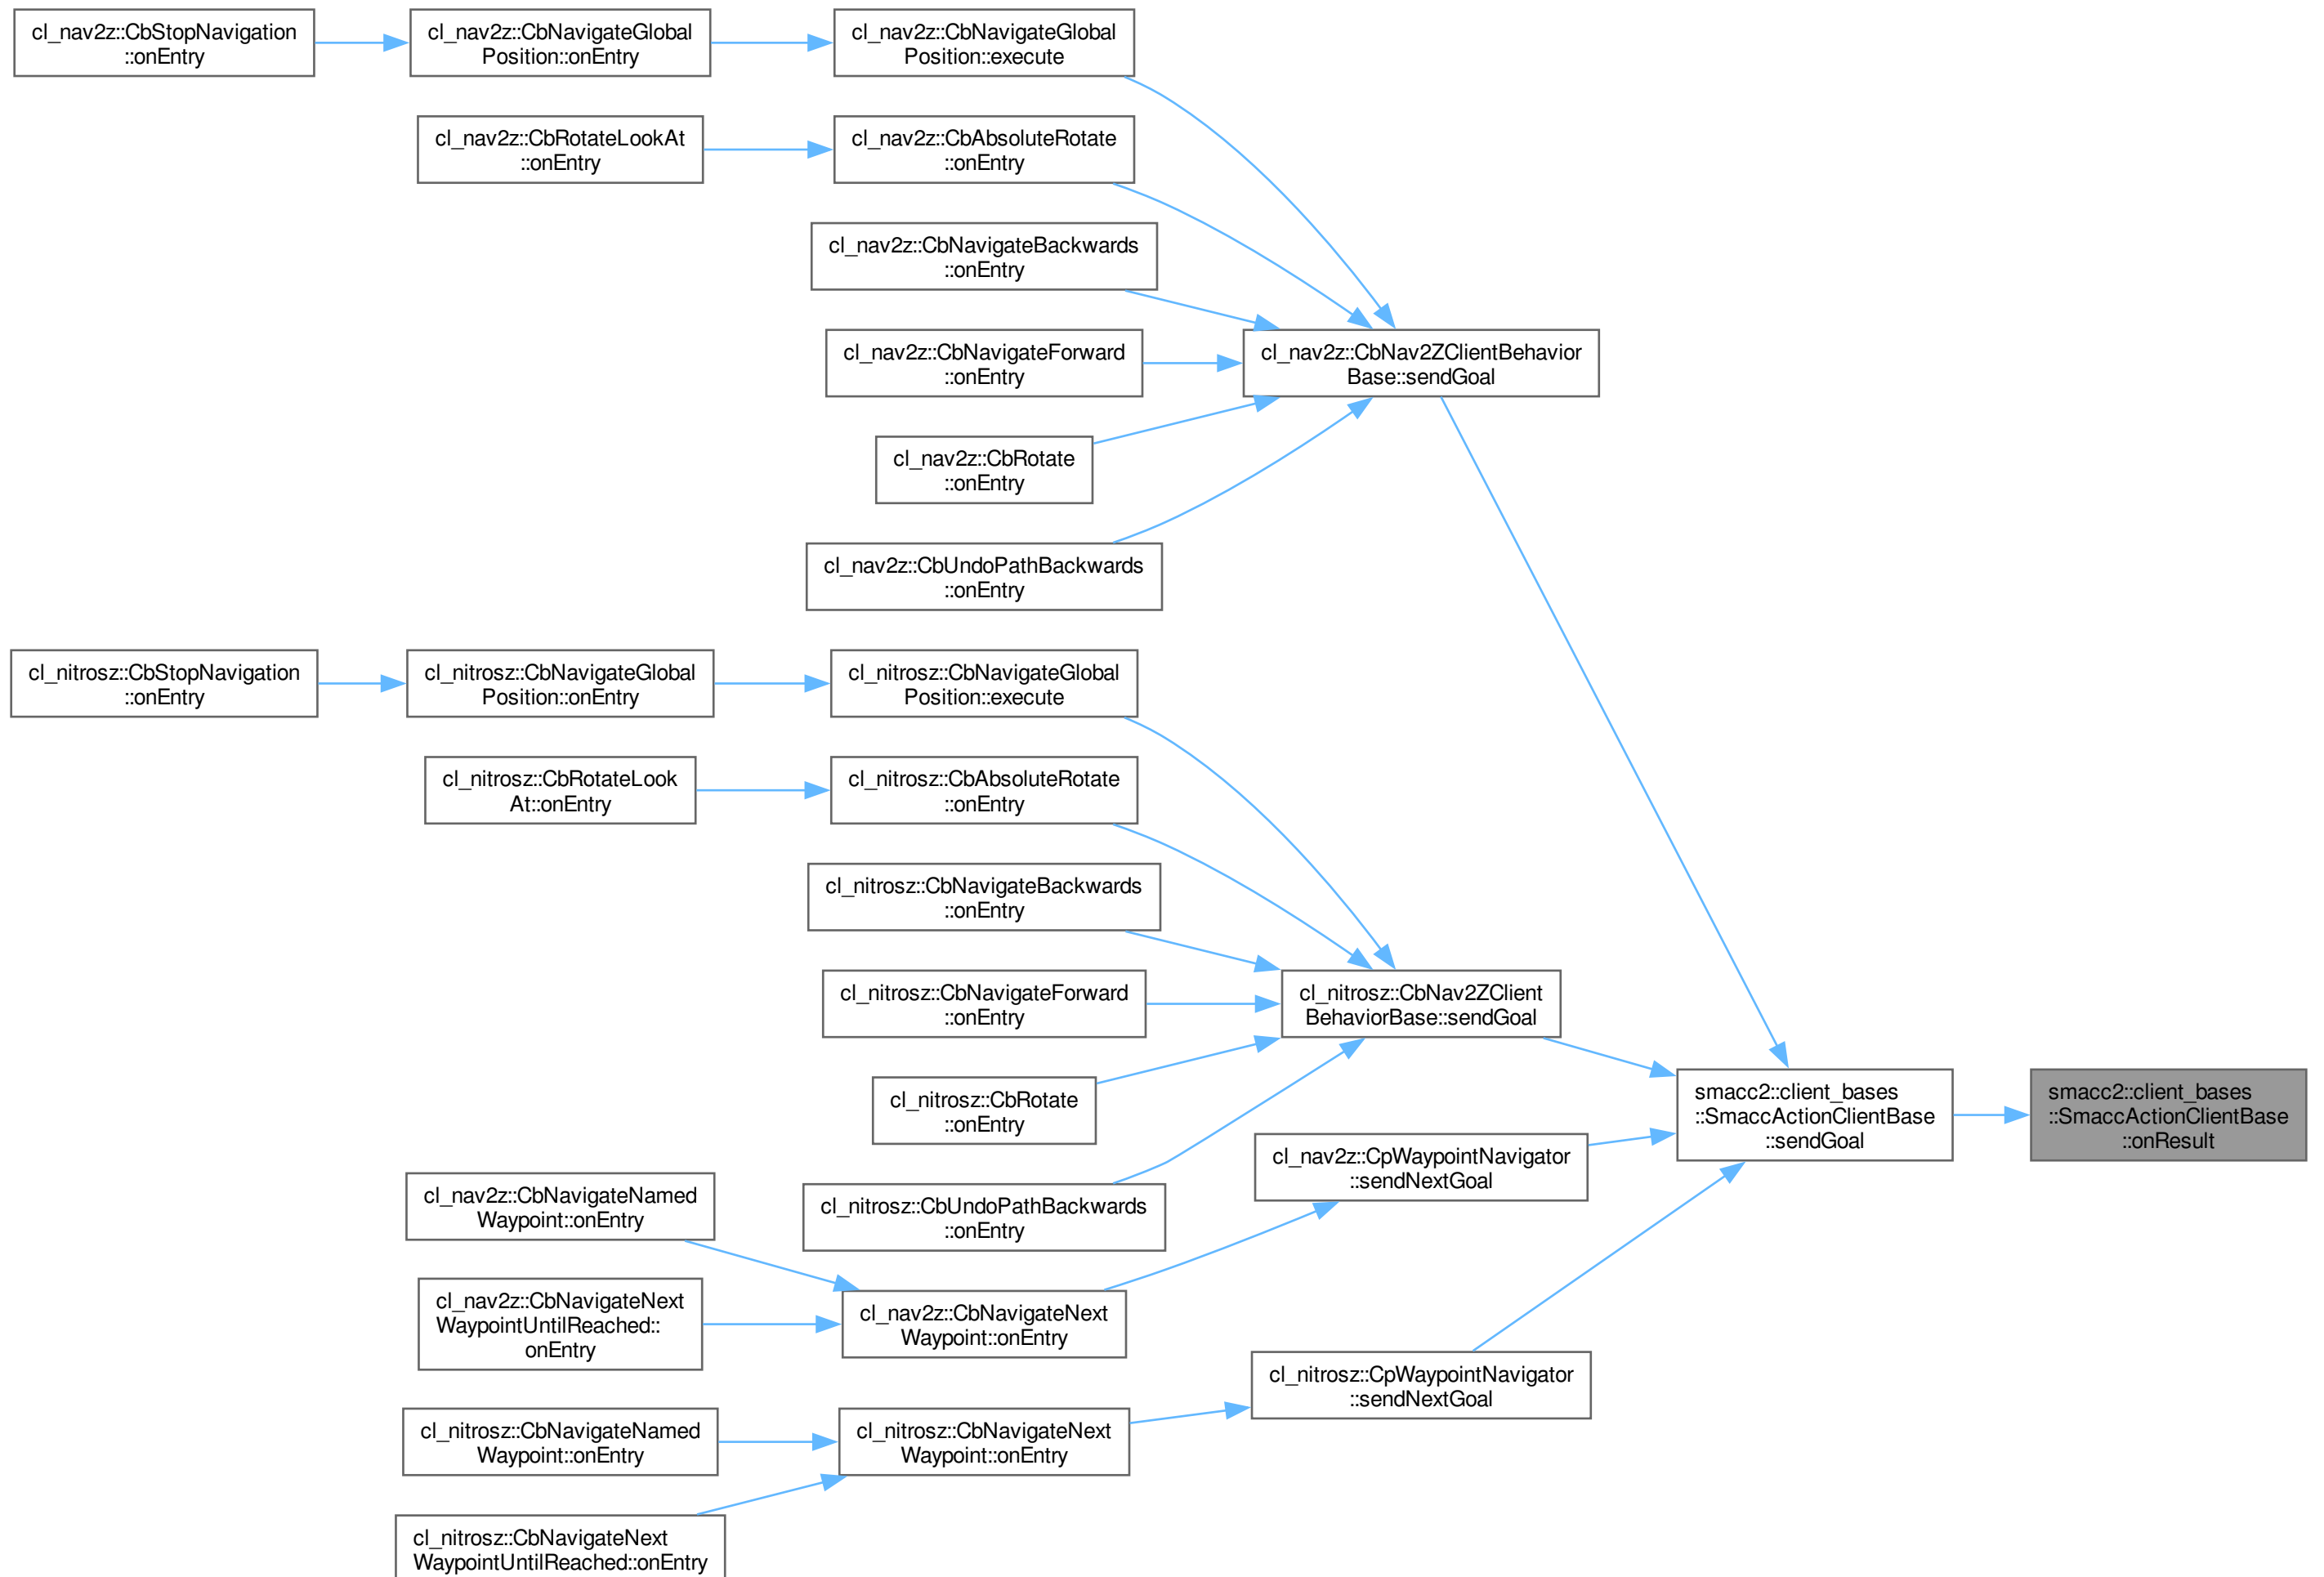 cl_nav2z::CbStopNavigation
::onEntry
cl_nav2z::CbNavigateGlobal
Position::onEntry
cl_nav2z::CbNavigateGlobal
Position::execute
cl_nav2z::CbRotateLookAt
::onEntry
cl_nav2z::CbAbsoluteRotate
::onEntry
cl_nav2z::CbNavigateBackwards
::onEntry
cl_nav2z::CbNavigateForward
::onEntry
cl_nav2z::CbNav2ZClientBehavior
Base::sendGoal
cl_nav2z::CbRotate
::onEntry
cl_nav2z::CbUndoPathBackwards
::onEntry
cl_nitrosz::CbStopNavigation
::onEntry
cl_nitrosz::CbNavigateGlobal
Position::onEntry
cl_nitrosz::CbNavigateGlobal
Position::execute
cl_nitrosz::CbRotateLook
At::onEntry
cl_nitrosz::CbAbsoluteRotate
::onEntry
cl_nitrosz::CbNavigateBackwards
::onEntry
cl_nitrosz::CbNavigateForward
::onEntry
cl_nitrosz::CbNav2ZClient
BehaviorBase::sendGoal
cl_nitrosz::CbRotate
::onEntry
smacc2::client_bases
::SmaccActionClientBase
::sendGoal
smacc2::client_bases
::SmaccActionClientBase
::onResult
cl_nav2z::CpWaypointNavigator
::sendNextGoal
cl_nitrosz::CbUndoPathBackwards
::onEntry
cl_nav2z::CbNavigateNamed
Waypoint::onEntry
cl_nav2z::CbNavigateNext
WaypointUntilReached::
onEntry
cl_nav2z::CbNavigateNext
Waypoint::onEntry
cl_nitrosz::CpWaypointNavigator
::sendNextGoal
cl_nitrosz::CbNavigateNamed
Waypoint::onEntry
cl_nitrosz::CbNavigateNext
Waypoint::onEntry
cl_nitrosz::CbNavigateNext
WaypointUntilReached::onEntry